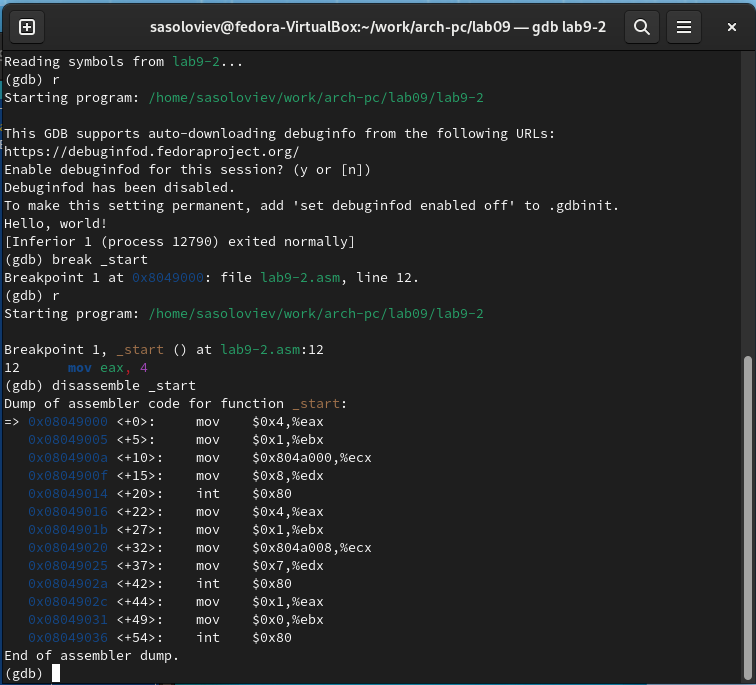 sasoloviev@fedora-VirtualBox:~/work/arch-pc/lab09 — gdb lab9-2
Reading symbols from lab9-2...
(gdb) r
Starting program: /home/sasoloviev/work/arch-pc/lab09/lab9-2

This GDB supports auto-downloading debuginfo from the following URLs:
https://debuginfod.fedoraproject.org/
Enable debuginfod for this session? (y or [n])
Debuginfod has been disabled.
To make this setting permanent, add 'set debuginfod enabled off' to .gdbinit.
Hello, world!
[Inferior 1 (process 12790) exited normally]
(gdb) break _start
Breakpoint 1 at 0x8049000: file lab9-2.asm, line 12.
(gdb) r
Starting program: /home/sasoloviev/work/arch-pc/lab09/lab9-2

Breakpoint 1, _start () at lab9-2.asm:12
12      mov eax, 4
(gdb) disassemble _start
Dump of assembler code for function _start:
=> 0x08049000 <+0>:     mov    $0x4,%eax
   0x08049005 <+5>:     mov    $0x1,%ebx
   0x0804900a <+10>:    mov    $0x804a000,%ecx
   0x0804900f <+15>:    mov    $0x8,%edx
   0x08049014 <+20>:    int    $0x80
   0x08049016 <+22>:    mov    $0x4,%eax
   0x0804901b <+27>:    mov    $0x1,%ebx
   0x08049020 <+32>:    mov    $0x804a008,%ecx
   0x08049025 <+37>:    mov    $0x7,%edx
   0x0804902a <+42>:    int    $0x80
   0x0804902c <+44>:    mov    $0x1,%eax
   0x08049031 <+49>:    mov    $0x0,%ebx
   0x08049036 <+54>:    int    $0x80
End of assembler dump.
(gdb)